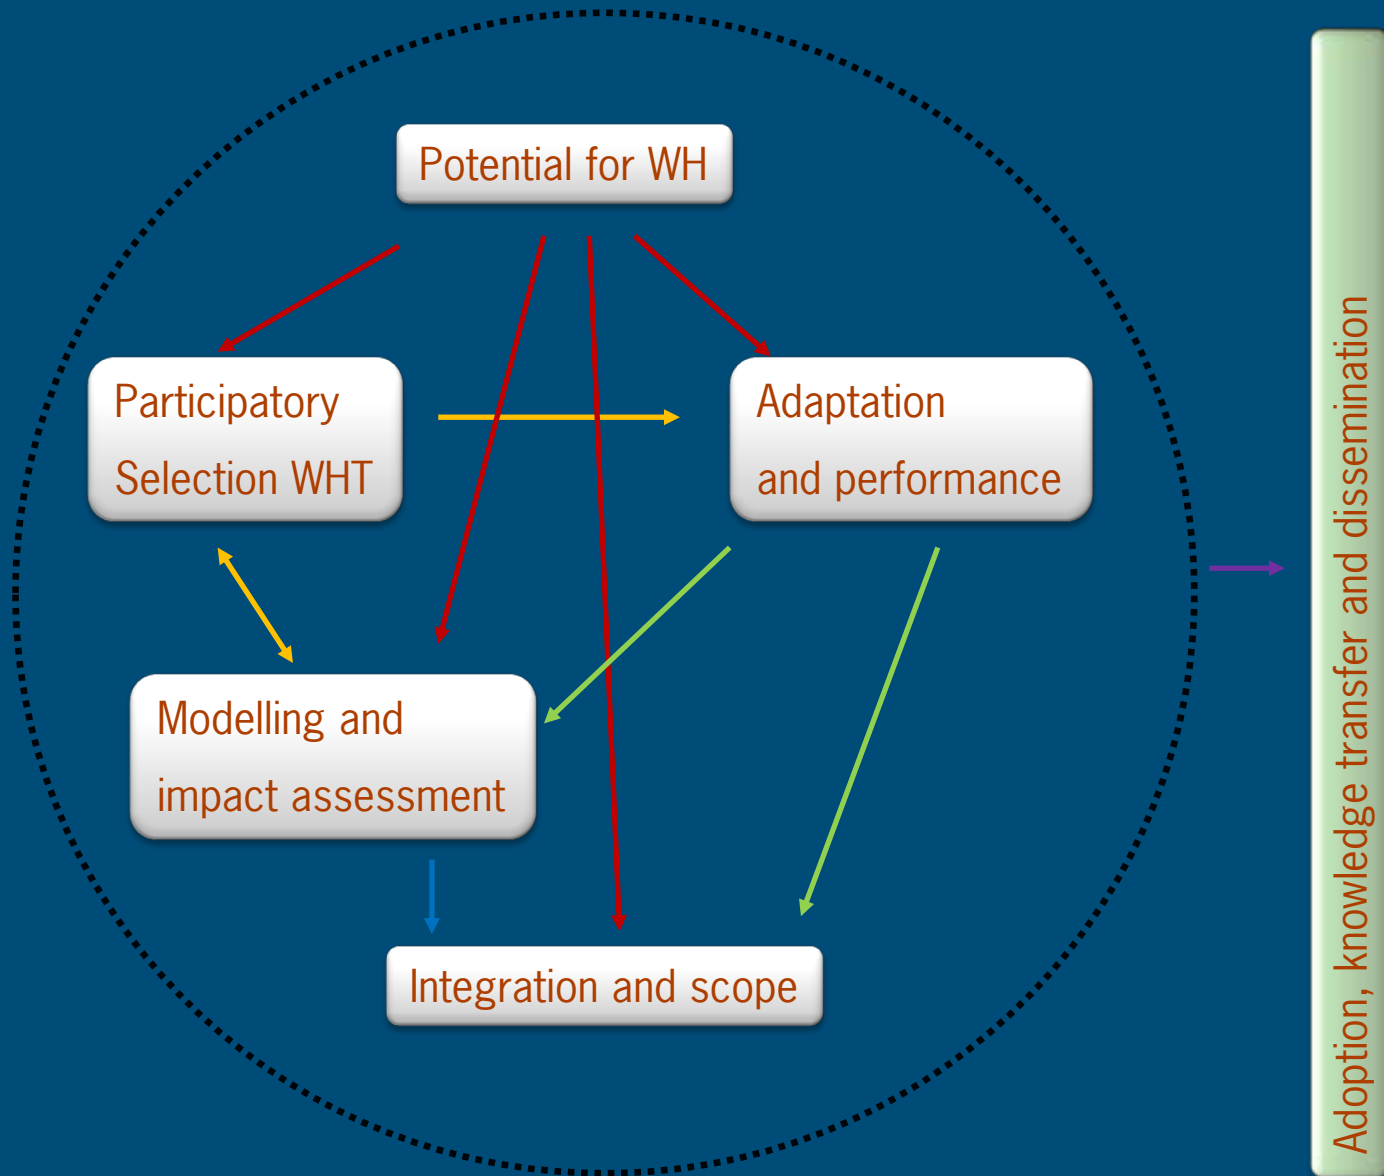 Potential for WH
Participatory
Selection WHT
Adaptation
and performance
Modelling and
impact assessment
Integration and scope
Adoption, knowledge transfer and dissemination